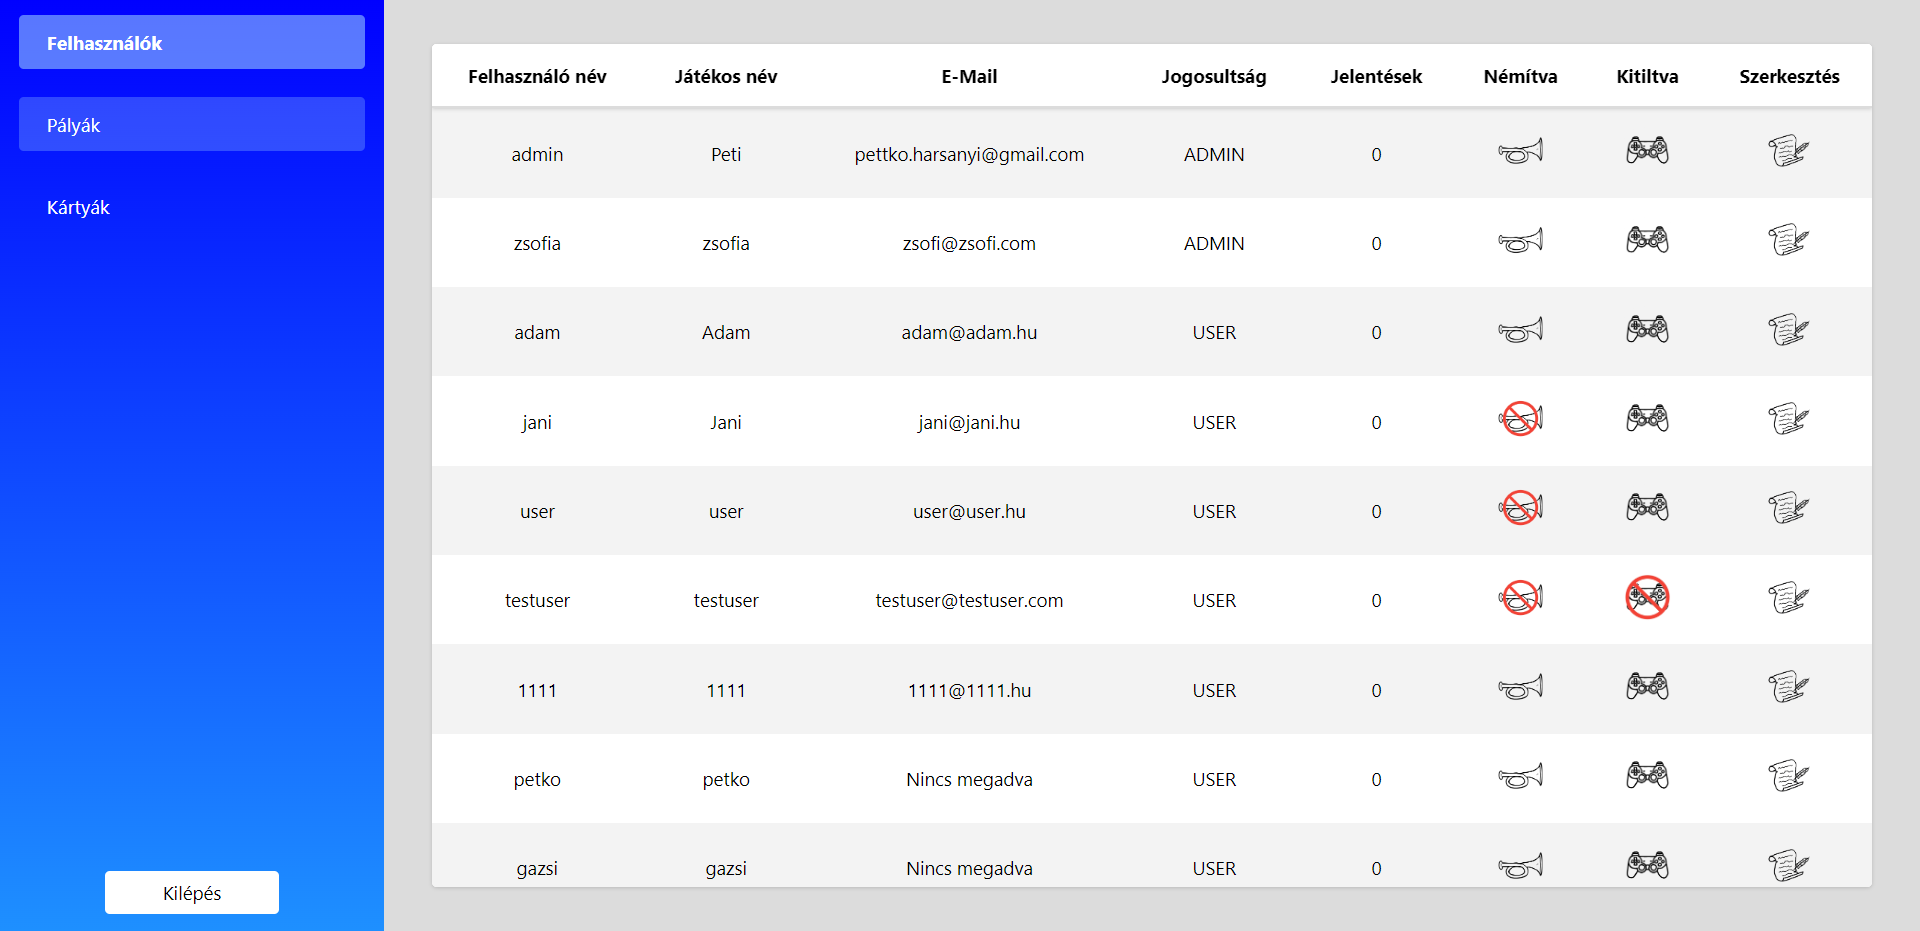 Felhasználók
Pályák
Kártyák
Kilépés
Felhasználó név Játékos név E-Mail Jogosultság Jelentések Némítva Kitiltva Szerkesztés
admin Peti pettko.harsanyi@gmail.com ADMIN 0
zsofia zsofia zsofi@zsofi.com ADMIN 0
adam Adam adam@adam.hu USER 0
jani Jani jani@jani.hu USER 0
user user user@user.hu USER 0
testuser testuser testuser@testuser.com USER 0
1111 1111 1111@1111.hu USER 0
petko petko Nincs megadva USER 0
gazsi gazsi Nincs megadva USER 0